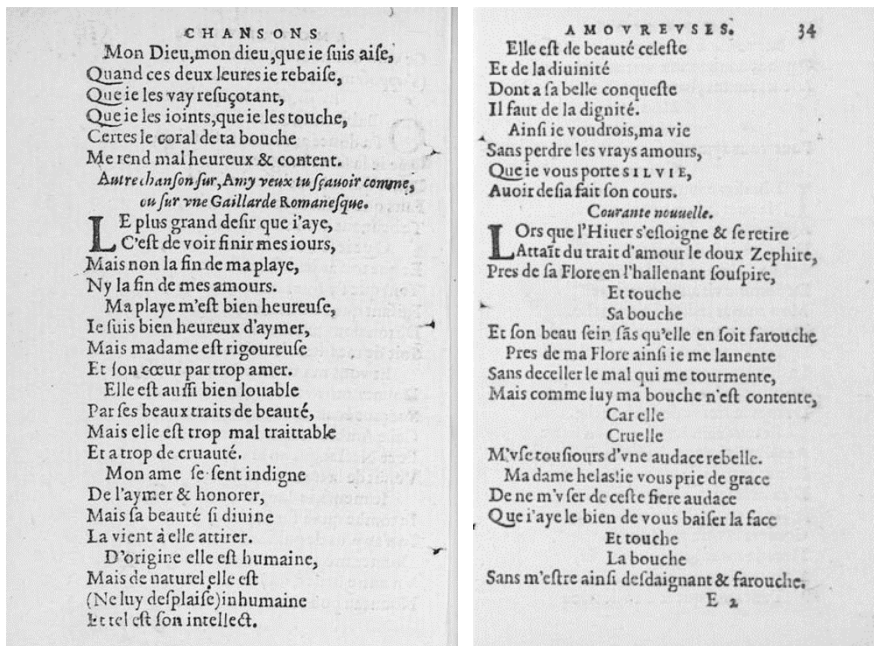 CHANSONS
Mon Dieu,mon dieu,que ie ſuis aiſe,
Quand ces deux leures ie rebaiſe,
Que ie les vay reſuçotant,
Que ie les ioints,que ie les touche,
Certes le coral de ta bouche
Me rend mal heureux & content.
Autre chanſon ſur, Amy veux tu ſçauoir comme,
ou ſur vne Gaillarde Romaneſque.
LE plus grand deſir que i'aye,
C'eſt de voir finir mes iours,
Mais non la fin de ma playe,
Ny la fin de mes amours.
Ma playe m'eſt bien heureuſe,
Ie ſuis bien heureux d'aymer,
Mais madame eſt rigoureuſe
Et ſon cœur par trop amer.
Elle eſt auſſi bien louable
Par ſes beaux traits de beauté,
Mais elle eſt trop mal traittable
Et a trop de cruauté.
Mon ame ſe ſent indigne
De l'aymer & honorer,
Mais ſa beauté ſi diuine
La vient à elle attirer.
D'origine elle eſt humaine,
Mais de naturel elle eſt
(Ne luy deſplaiſe)inhumaine
Et tel eſt ſon intellect.
AMOVREVSES. 34
Elle eſt de beauté celeſte
Et de la diuinité
Dont a ſa belle conqueſte
Il faut de la dignité.
Ainſi ie voudrois,ma vie
Sans perdre les vrays amours,
Que ie vous porte SILVIE,
Auoir deſia fait ſon cours.
Courante nouuelle.
LOrs que l'Hiuer s'eſloigne & ſe retire
Attaït du trait d'amour le doux Zephire,
Pres de ſa Flore en l'hallenant ſouſpire,
Et touche
Sa bouche
Et ſon beau ſein ſãs qu'elle en ſoit farouche
Pres de ma Flore ainſi ie me lamente
Sans deceller le mal qui me tourmente,
Mais comme luy ma bouche n'eſt contente,
Car elle
Cruelle
M'vſe touſiours d'vne audace rebelle.
Ma dame helas!ie vous prie de grace
De ne m'vſer de ceſte fiere audace
Que i'aye le bien de vous baiſer la face
Et touche
La bouche
Sans m'eſtre ainſi deſdaignant & farouche.
E 2